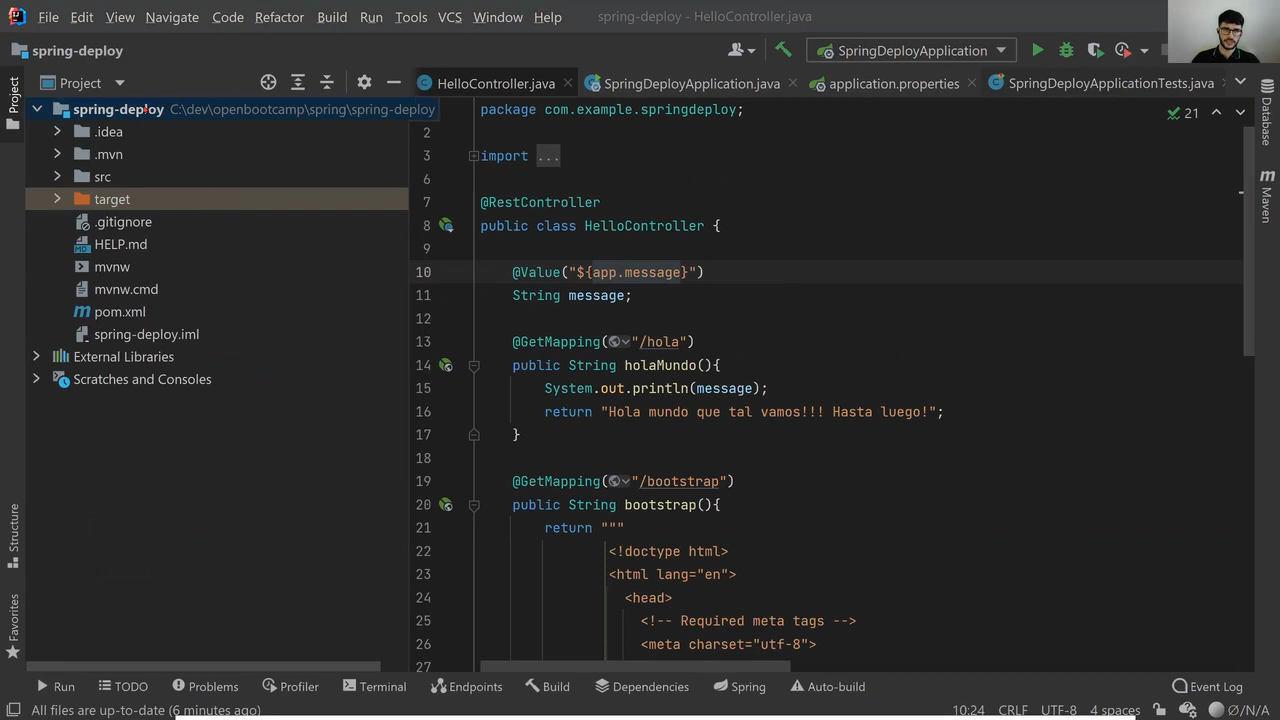 File Edit View Navigate Code Refactor Build Run Tools VCS Window Help spring-deploy - HelloController.java
spring-deploy
SpringDeployApplication
Project
Project
HelloController.java
SpringDeployApplication.java
application.properties
SpringDeployApplicationTests.java
spring-deploy C:\dev\openbootcamp\spring\spring-deploy
.idea
.mvn
src
target
.gitignore
HELP.md
mvnw
mvnw.cmd
pom.xml
spring-deploy.iml
External Libraries
Scratches and Consoles
Structure
Favorites
21
package com.example.springdeploy;
2
3 import ...
6
7 @RestController
8 public class HelloController {
9
10 @Value("${app.message}")
11 String message;
12
13 @GetMapping("/hola")
14 public String holaMundo(){
15 System.out.println(message);
16 return "Hola mundo que tal vamos!!! Hasta luego!";
17 }
18
19 @GetMapping("/bootstrap")
20 public String bootstrap(){
21 return """
22 <!doctype html>
23 <html lang="en">
24 <head>
25 <!-- Required meta tags -->
26 <meta charset="utf-8">
27
Database
Maven
Run TODO Problems Profiler Terminal Endpoints Build Dependencies Spring Auto-build Event Log
All files are up-to-date (6 minutes ago) 10:24 CRLF UTF-8 4 spaces Ø/N/A